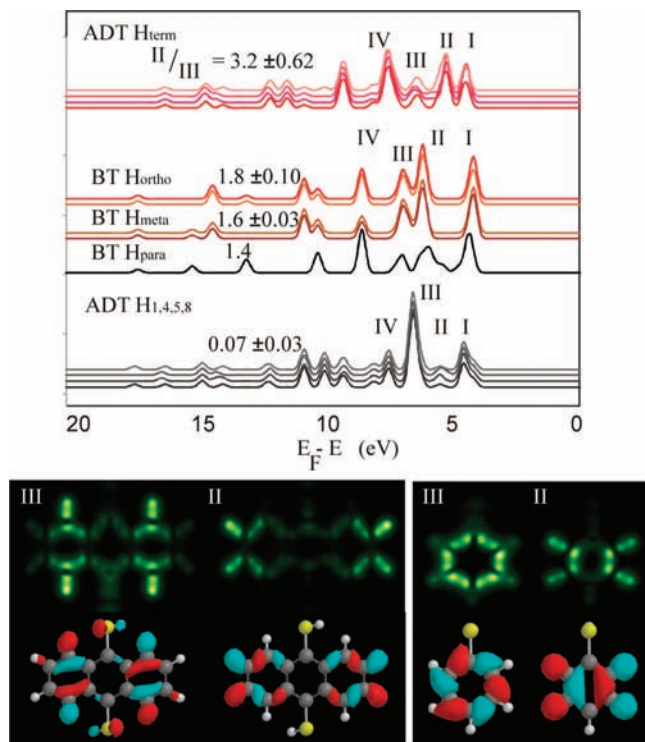 ADT Hterm
II/III = 3.2 ±0.62
IV III II I
IV III II I
BT Hortho 1.8 ±0.10
BT Hmeta 1.6 ±0.03
BT Hpara 1.4
ADT H1,4,5,8
III
IV II I
0.07 ±0.03
20 15 10 5 0
EF - E (eV)
III II III II